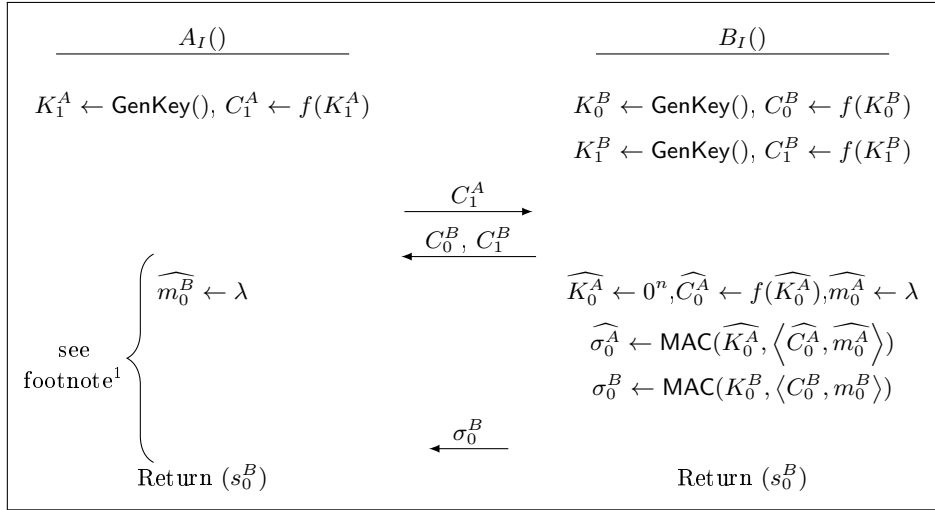 A_I() B_I()
K_1^A ← GenKey(), C_1^A ← f(K_1^A) K_0^B ← GenKey(), C_0^B ← f(K_0^B)
K_1^B ← GenKey(), C_1^B ← f(K_1^B)
C_1^A
C_0^B, C_1^B
\widehat{m_0^B} ← λ \widehat{K_0^A} ← 0^n,\widehat{C_0^A} ← f(\widehat{K_0^A}),\widehat{m_0^A} ← λ
\widehat{σ_0^A} ← MAC(\widehat{K_0^A}, ⟨\widehat{C_0^A}, \widehat{m_0^A}⟩)
see
footnote^1
σ_0^B ← MAC(K_0^B, ⟨C_0^B, m_0^B⟩)
σ_0^B
Return (s_0^B) Return (s_0^B)